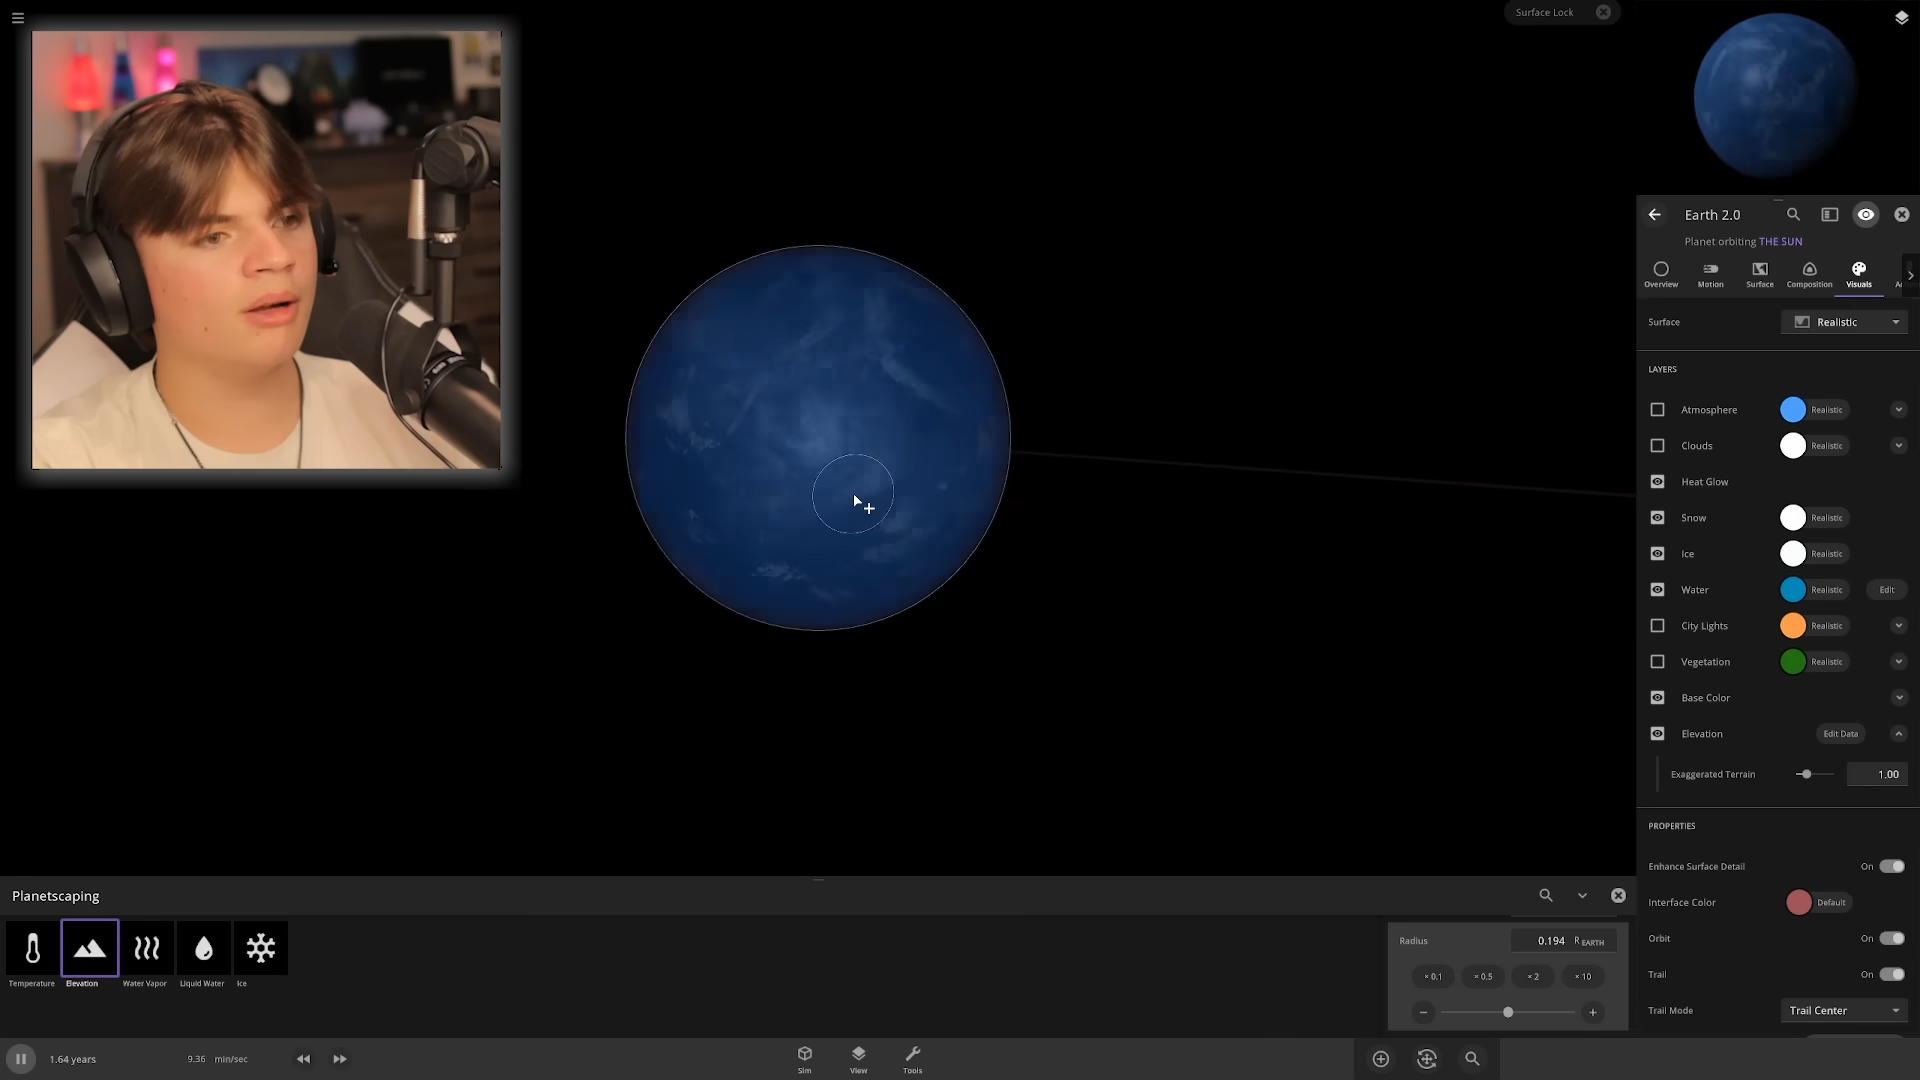 Surface Lock
Earth 2.0
Planet orbiting THE SUN
Overview
Motion
Surface
Composition
Visuals
Surface
Realistic
LAYERS
Atmosphere
Realistic
Clouds
Realistic
Heat Glow
Snow
Realistic
Ice
Realistic
Water
Realistic
Edit
City Lights
Realistic
Vegetation
Realistic
Base Color
Elevation
Edit Data
Exaggerated Terrain
1.00
PROPERTIES
Enhance Surface Detail
On
Interface Color
Default
Orbit
On
Trail
On
Trail Mode
Trail Center
Planetscaping
Temperature
Elevation
Water Vapor
Liquid Water
Ice
Radius
0.194 R EARTH
× 0.1
× 0.5
× 2
× 10
1.64 years
9.36 min/sec
Sim
View
Tools